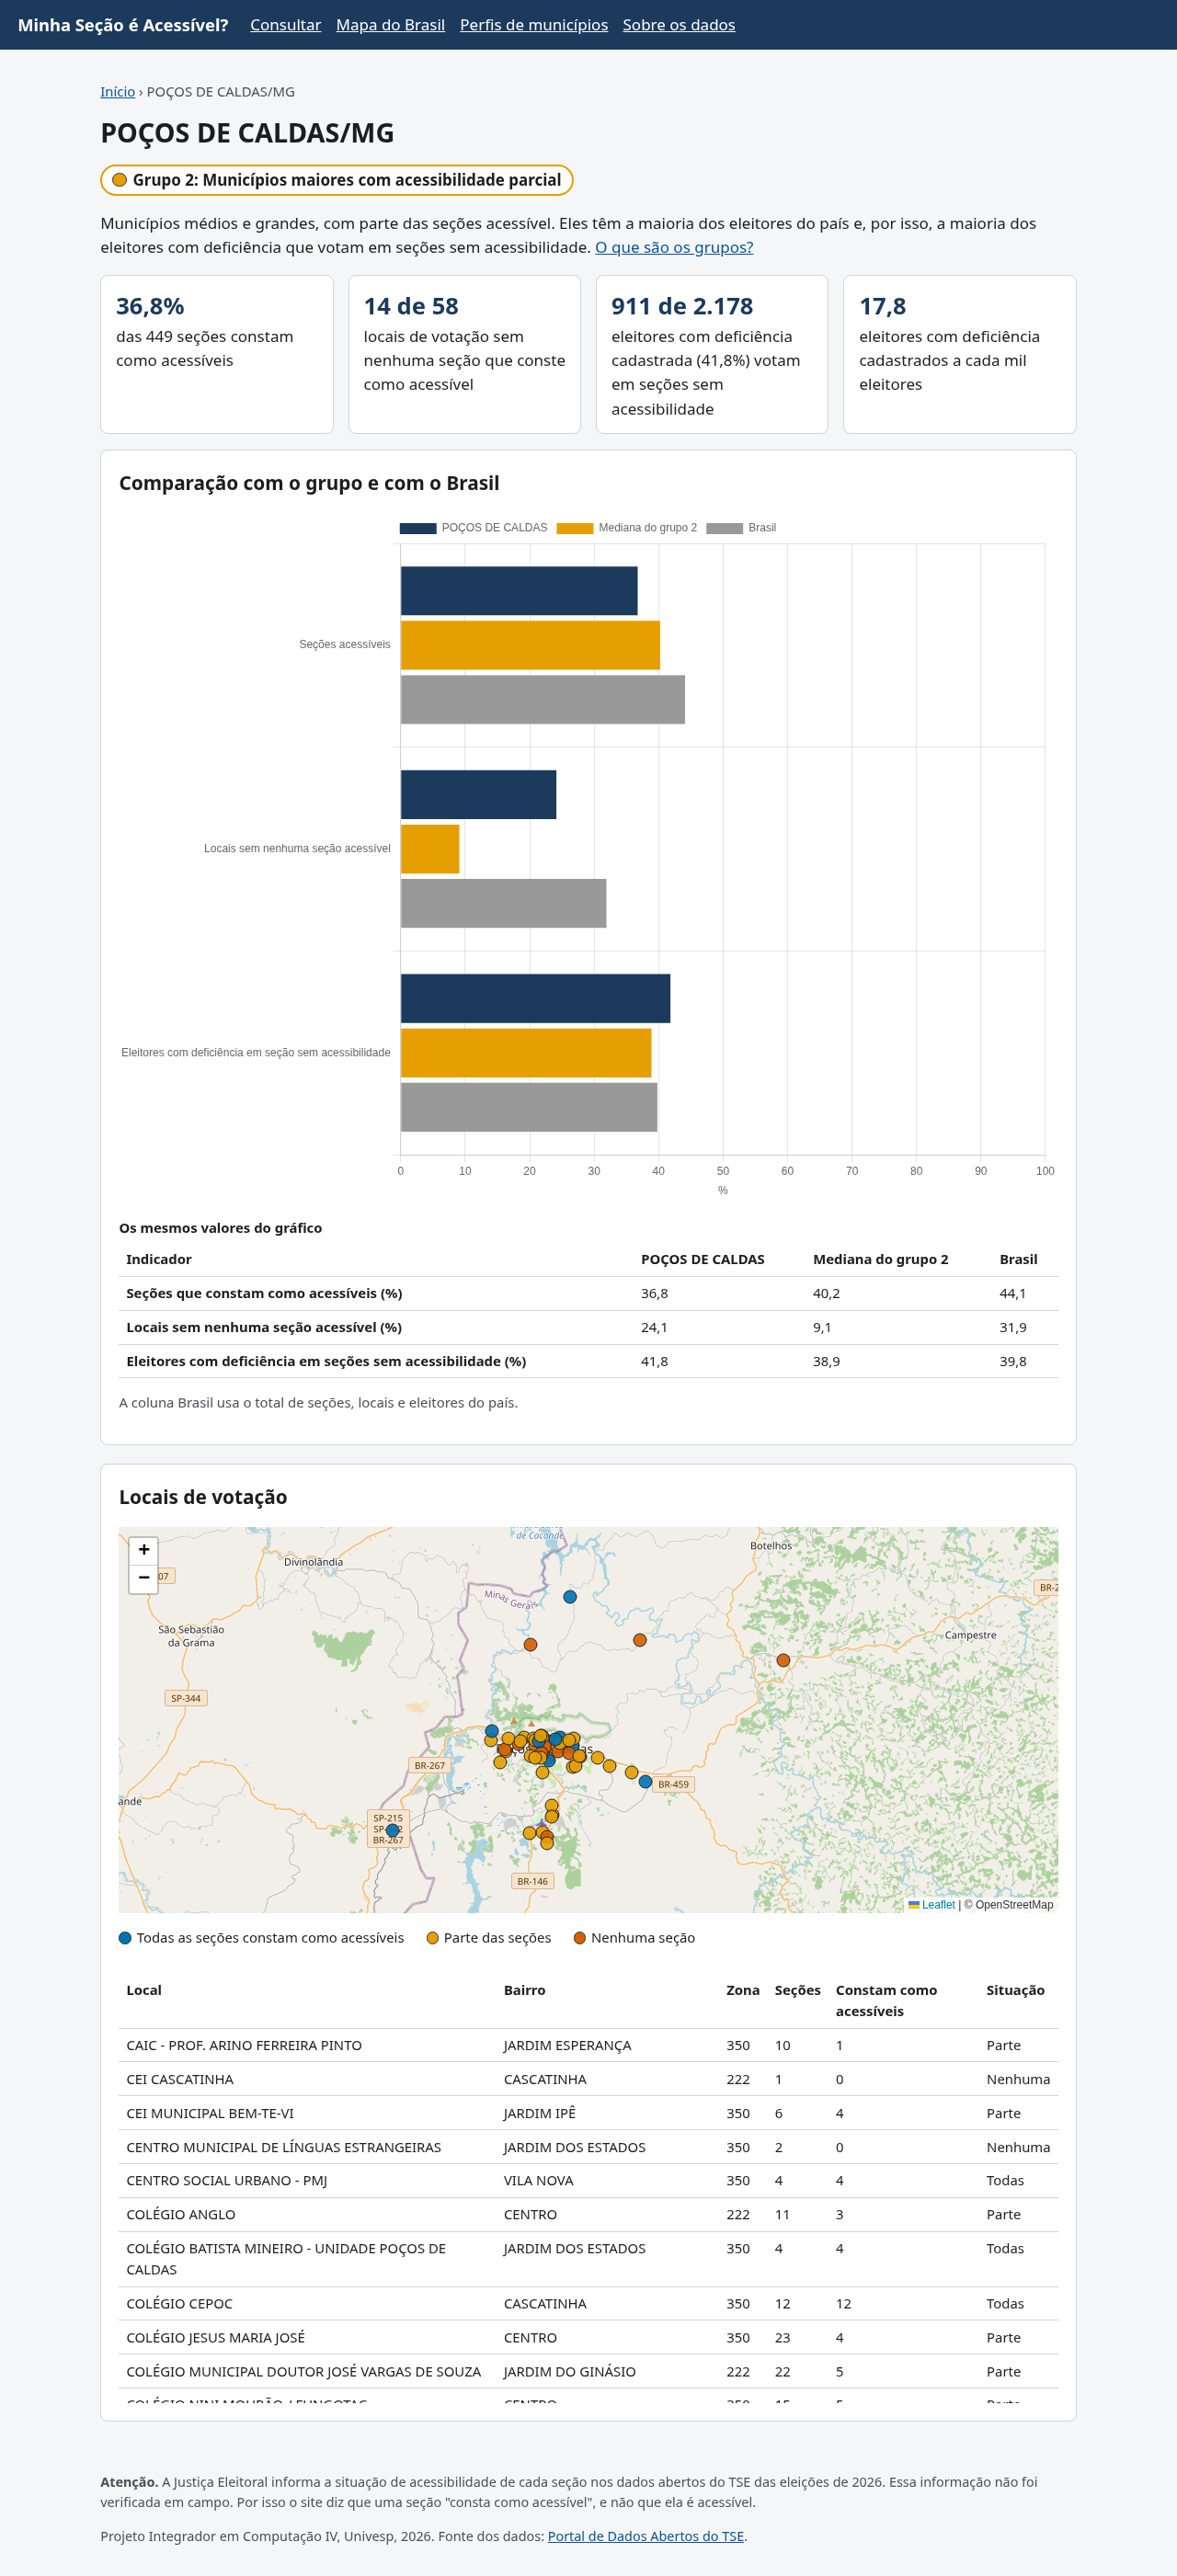 Minha Seção é Acessível? Consultar Mapa do Brasil Perfis de municípios Sobre os dados
Início › POÇOS DE CALDAS/MG
POÇOS DE CALDAS/MG
Grupo 2: Municípios maiores com acessibilidade parcial
Municípios médios e grandes, com parte das seções acessível. Eles têm a maioria dos eleitores do país e, por isso, a maioria dos
eleitores com deficiência que votam em seções sem acessibilidade. O que são os grupos?
36,8%
das 449 seções constam
como acessíveis
14 de 58
locais de votação sem
nenhuma seção que conste
como acessível
911 de 2.178
eleitores com deficiência
cadastrada (41,8%) votam
em seções sem
acessibilidade
17,8
eleitores com deficiência
cadastrados a cada mil
eleitores
Comparação com o grupo e com o Brasil
POÇOS DE CALDAS Mediana do grupo 2 Brasil
Seções acessíveis
Locais sem nenhuma seção acessível
Eleitores com deficiência em seção sem acessibilidade
0 10 20 30 40 50 60 70 80 90 100
%
Os mesmos valores do gráfico
Indicador POÇOS DE CALDAS Mediana do grupo 2 Brasil
Seções que constam como acessíveis (%) 36,8 40,2 44,1
Locais sem nenhuma seção acessível (%) 24,1 9,1 31,9
Eleitores com deficiência em seções sem acessibilidade (%) 41,8 38,9 39,8
A coluna Brasil usa o total de seções, locais e eleitores do país.
Locais de votação
+
−
de Caconde
Divinolândia
Botelhos
Minas Gerais
São Sebastião
da Grama
Campestre
SP-344
BR-267
BR-459
SP-215
BR-267
BR-146
Leaflet | © OpenStreetMap
Todas as seções constam como acessíveis Parte das seções Nenhuma seção
Local Bairro Zona Seções Constam como acessíveis Situação
CAIC - PROF. ARINO FERREIRA PINTO JARDIM ESPERANÇA 350 10 1 Parte
CEI CASCATINHA CASCATINHA 222 1 0 Nenhuma
CEI MUNICIPAL BEM-TE-VI JARDIM IPÊ 350 6 4 Parte
CENTRO MUNICIPAL DE LÍNGUAS ESTRANGEIRAS JARDIM DOS ESTADOS 350 2 0 Nenhuma
CENTRO SOCIAL URBANO - PMJ VILA NOVA 350 4 4 Todas
COLÉGIO ANGLO CENTRO 222 11 3 Parte
COLÉGIO BATISTA MINEIRO - UNIDADE POÇOS DE CALDAS JARDIM DOS ESTADOS 350 4 4 Todas
COLÉGIO CEPOC CASCATINHA 350 12 12 Todas
COLÉGIO JESUS MARIA JOSÉ CENTRO 350 23 4 Parte
COLÉGIO MUNICIPAL DOUTOR JOSÉ VARGAS DE SOUZA JARDIM DO GINÁSIO 222 22 5 Parte
Atenção. A Justiça Eleitoral informa a situação de acessibilidade de cada seção nos dados abertos do TSE das eleições de 2026. Essa informação não foi
verificada em campo. Por isso o site diz que uma seção "consta como acessível", e não que ela é acessível.
Projeto Integrador em Computação IV, Univesp, 2026. Fonte dos dados: Portal de Dados Abertos do TSE.